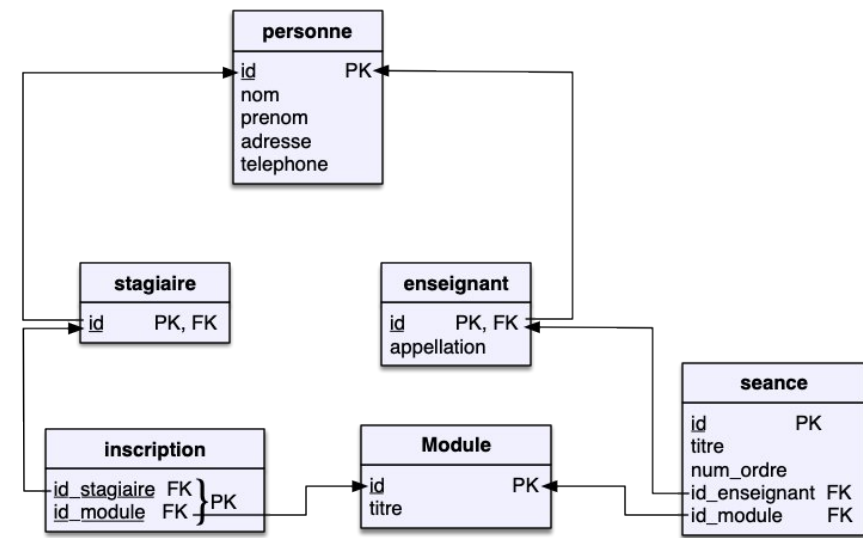 personne
id PK
nom
prenom
adresse
telephone
stagiaire
id PK, FK
enseignant
id PK, FK
appellation
inscription
id_stagiaire FK
id_module FK
} PK
Module
id PK
titre
seance
id PK
titre
num_ordre
id_enseignant FK
id_module FK